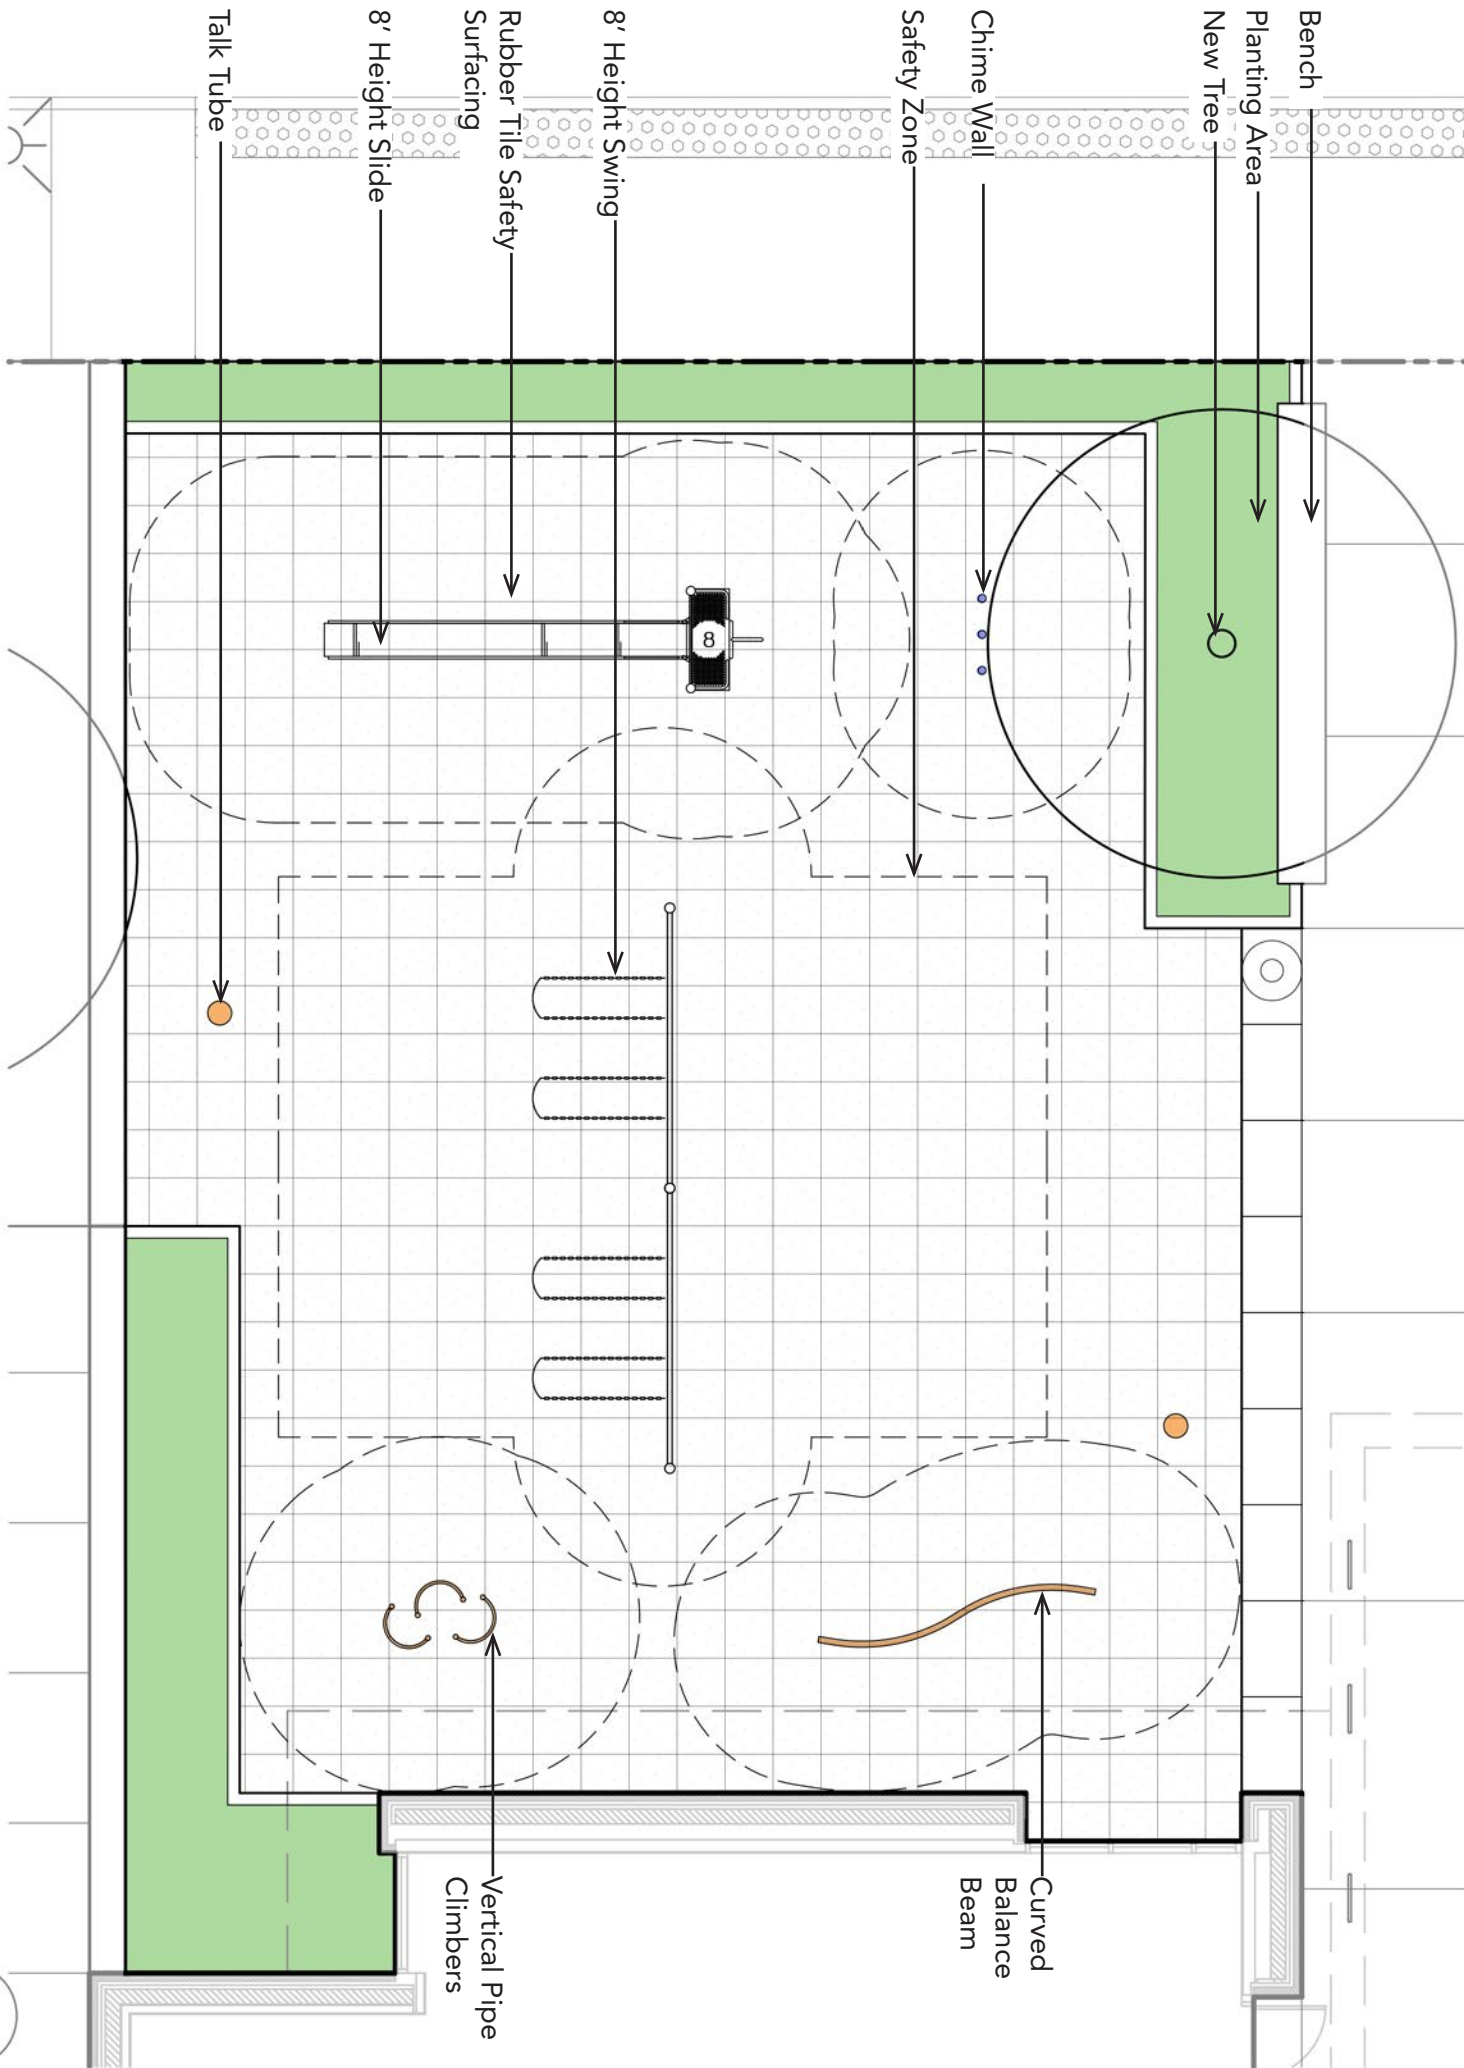 Bench
Planting Area
New Tree
Chime Wall
Safety Zone
8’ Height Swing
Rubber Tile Safety
Surfacing
8’ Height Slide
Talk Tube
8
Curved
Balance
Beam
Vertical Pipe
Climbers